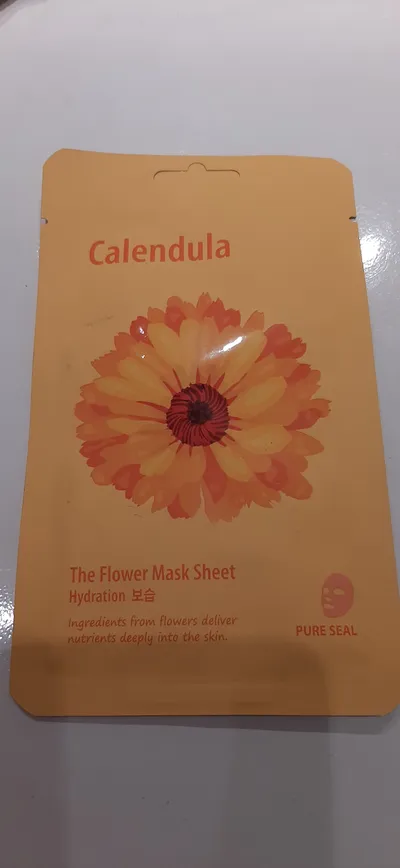 Calendula
The Flower Mask Sheet
Hydration 보습
Ingredients from flowers deliver
nutrients deeply into the skin.
PURE SEAL